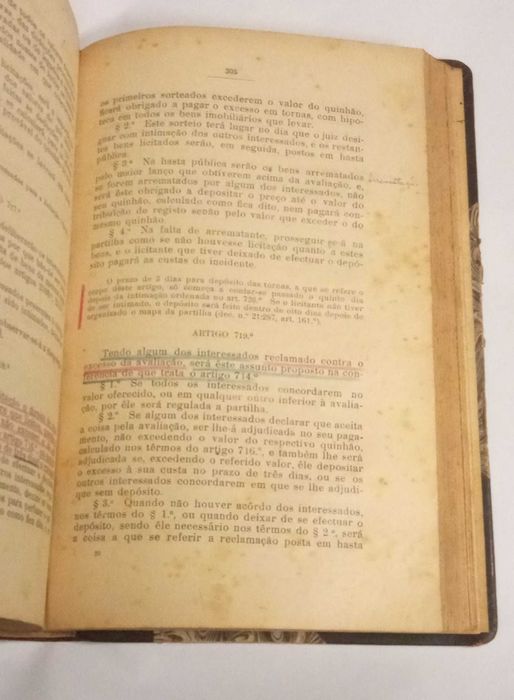 305
os primeiros sorteados excederem o valor do quinhão,
ficará obrigado a pagar o excesso em tornas, com hipo-
teca em todos os bens imobiliários que levar.
§ 2.º Este sorteio terá lugar no dia que o juiz desi-
gnar com intimação dos outros interessados, e os restan-
tes bens licitados serão, em seguida, postos em hasta
pública.
§ 3.º Na hasta pública serão os bens arrematados
pelo maior lanço que obtiverem acima da avaliação, e,
se forem arrematados por algum dos interessados, não
será êste obrigado a depositar o preço até o valor do
seu quinhão, calculado como fica dito, nem pagará con-
tribuïção de registo senão pelo valor que exceder o do
mesmo quinhão.
§ 4.º Na falta de arrematante, prosseguir-se-á na
partilha como se não houvesse licitação quanto a êstes
bens, e o licitante que tiver deixado de efectuar o depó-
sito pagará as custas do incidente.
O prazo de 3 dias para depósito das tornas, a que se refere o
corpo dêste artigo, só começa a contar-se passado o quinto dia
depois da intimação ordenada no art. 726.º Se o licitante não tiver
de ser intimado, o depósito será feito dentro de oito dias depois de
organizado o mapa da partilha (dec. n.º 21:287, art. 161.º).
ARTIGO 719.º
Tendo algum dos interessados reclamado contra o
excesso da avaliação, será êste assunto proposto na con-
ferência de que trata o artigo 714.º
§ 1.º Se todos os interessados concordarem no
valor oferecido, ou em qualquer outro inferior à avalia-
ção, por êle será regulada a partilha.
§ 2.º Se algum dos interessados declarar que aceita
a coisa pela avaliação, ser lhe-á adjudicada no seu paga-
mento, não excedendo o valor do respectivo quinhão,
calculado nos têrmos do artigo 716.º, e também lhe será
adjudicada se, excedendo o referido valor, êle depositar
o excesso à sua custa no prazo de três dias, ou se os
outros interessados concordarem em que se lhe adjudi-
que sem depósito.
§ 3.º Quando não houver acôrdo dos interessados,
nos têrmos do § 1.º, ou quando deixar de se efectuar o
depósito, sendo êle necessário nos têrmos do § 2.º, será
a coisa a que se referir a reclamação posta em hasta
20